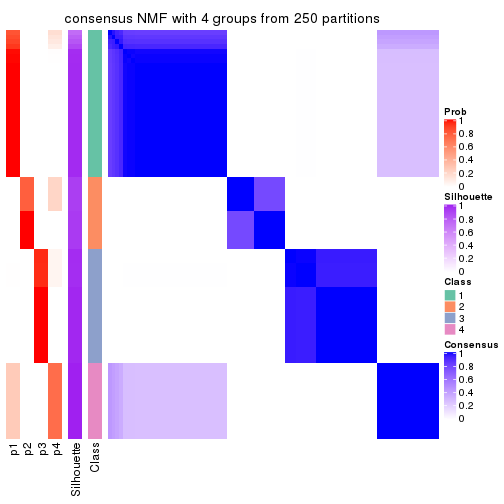 consensus NMF with 4 groups from 250 partitions
Prob
1
0.8
0.6
0.4
0.2
0
Silhouette
1
0.8
0.6
0.4
0.2
0
Class
1
2
3
4
Consensus
1
0.8
0.6
0.4
0.2
0
p1
p2
p3
p4
Silhouette
Class